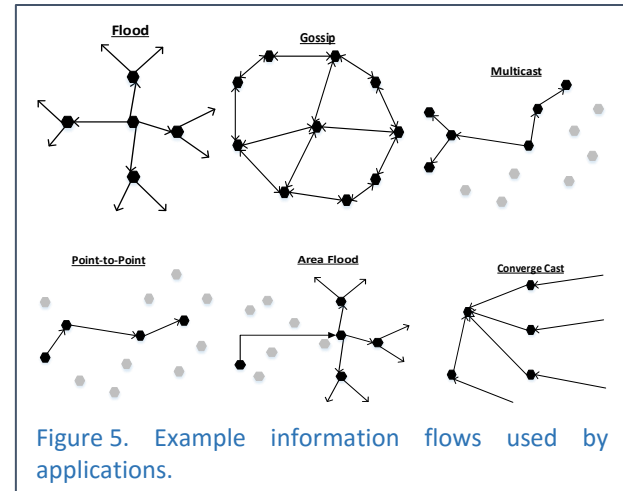 Flood
Gossip
Multicast
Point-to-Point
Area Flood
Converge Cast
Figure 5. Example information flows used by
applications.